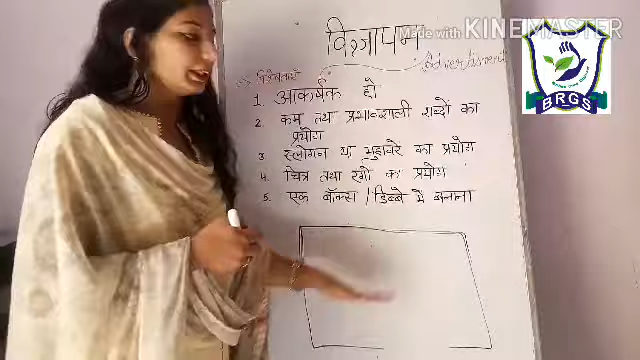 Made with KINEMASTER
विज्ञापन
Advertisement
विशेषताएँ
1. आकर्षक हो
2. कम तथा प्रभावशाली शब्दों का
प्रयोग
3 स्लोगन या मुहावरे का प्रयोग
4. चित्र तथा रंगो का प्रयोग
5. एक बॉक्स / डिब्बे में बनाना
BRGS